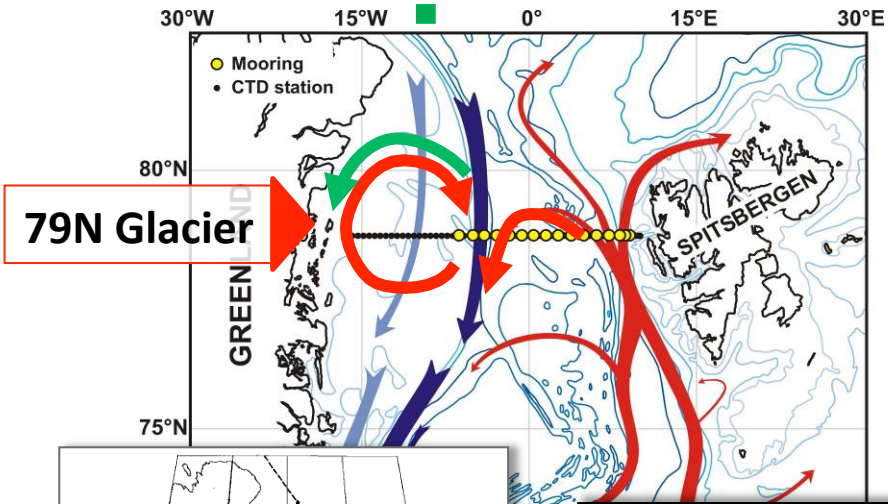 30°W 15°W 0° 15°E 30°E
Mooring
CTD station
80°N
79N Glacier
GREENLAND
SPITSBERGEN
75°N